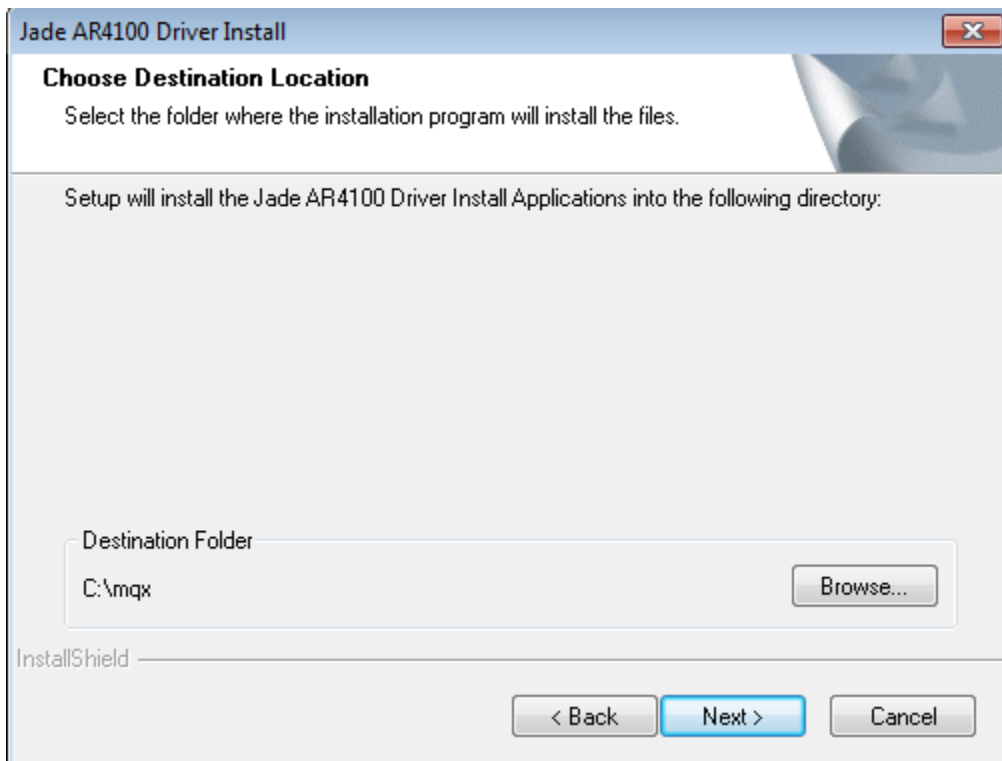 Jade AR4100 Driver Install
Choose Destination Location
Select the folder where the installation program will install the files.
Setup will install the Jade AR4100 Driver Install Applications into the following directory:
Destination Folder
C:\mqx
Browse...
InstallShield
< Back
Next >
Cancel